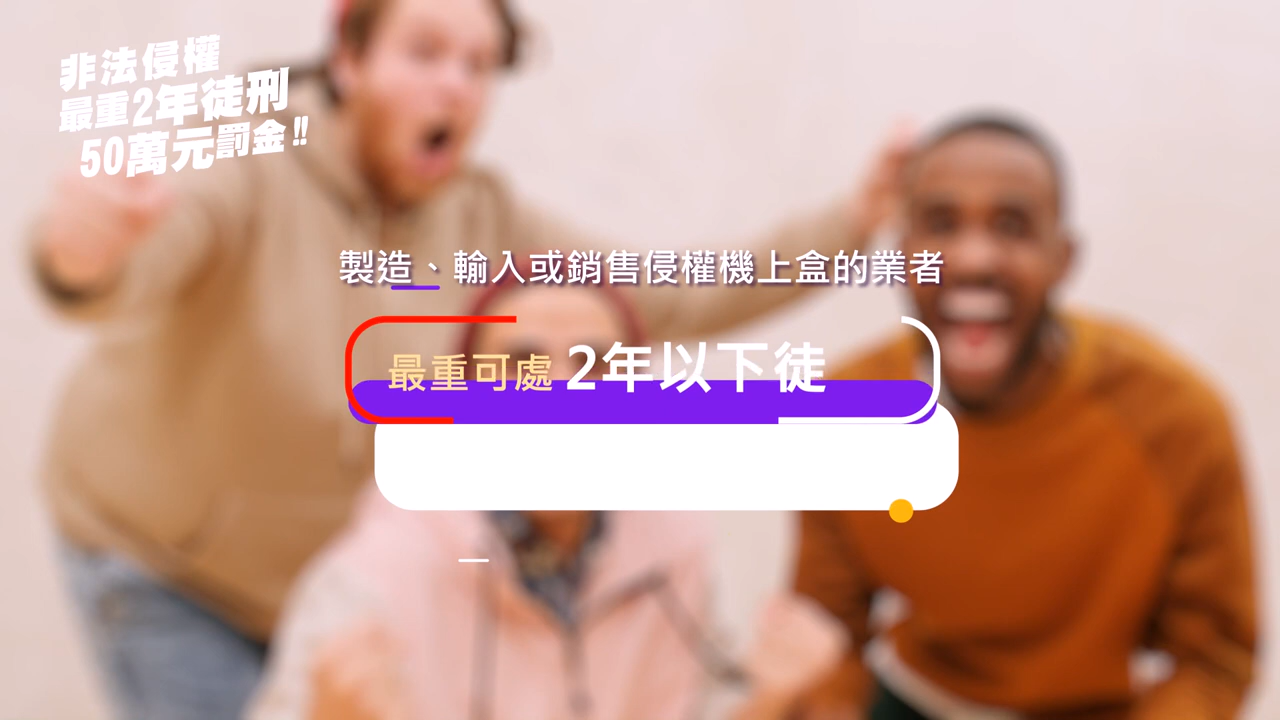 非法侵權
最重2年徒刑
50萬元罰金!!
製造、輸入或銷售侵權機上盒的業者
最重可處 2年以下徒